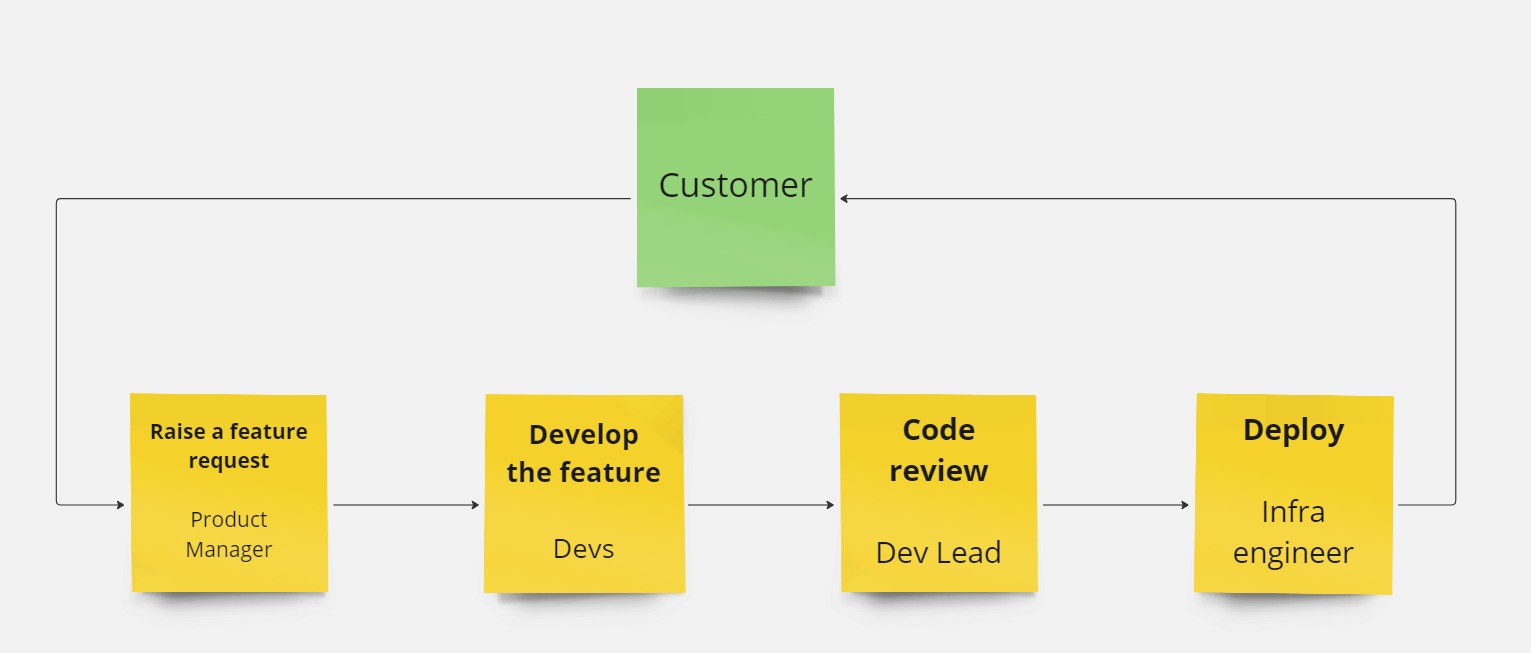 Customer
Raise a feature
request
Product
Manager
Develop
the feature
Devs
Code
review
Dev Lead
Deploy
Infra
engineer